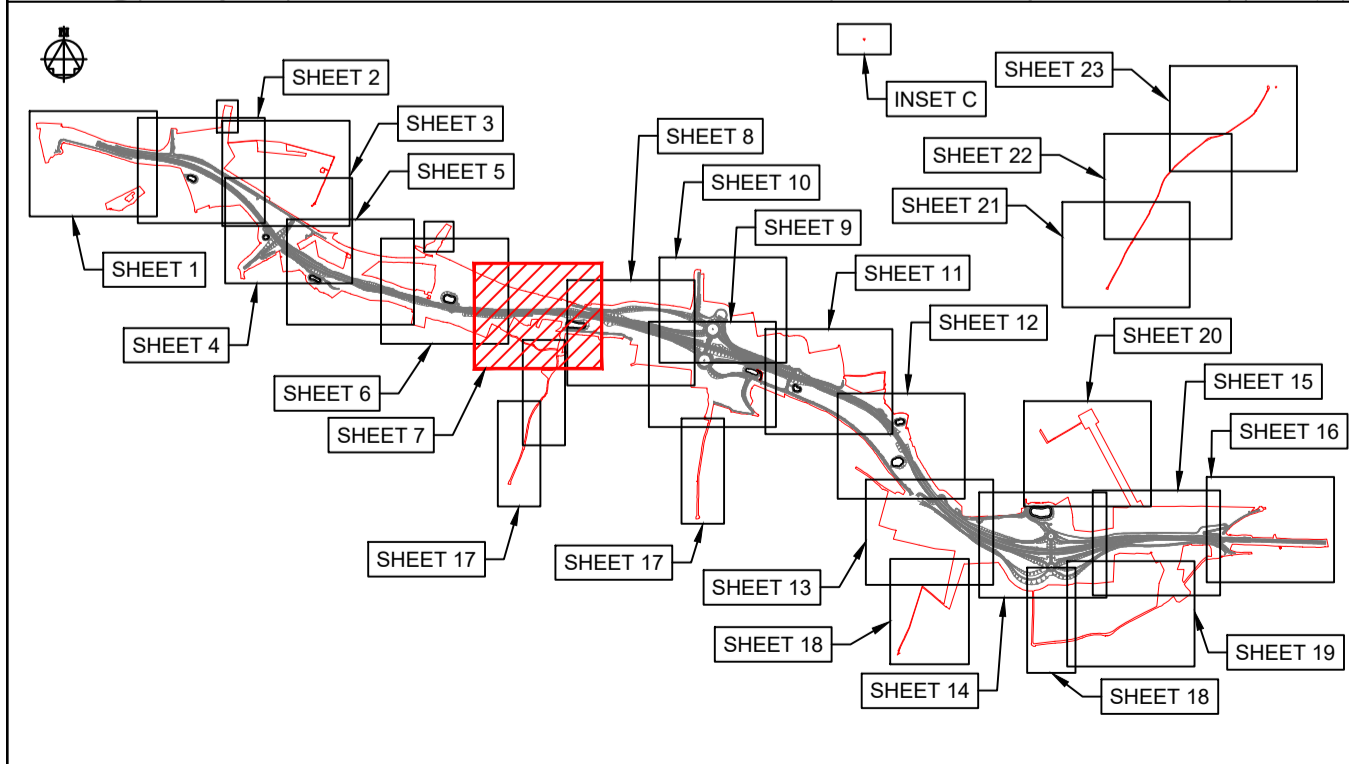 SHEET 2
SHEET 23
INSET C
SHEET 3
SHEET 8
SHEET 22
SHEET 5
SHEET 10
SHEET 21
SHEET 9
SHEET 1
SHEET 11
SHEET 12
SHEET 4
SHEET 20
SHEET 6
SHEET 15
SHEET 7
SHEET 16
SHEET 17
SHEET 17
SHEET 13
SHEET 18
SHEET 19
SHEET 14
SHEET 18